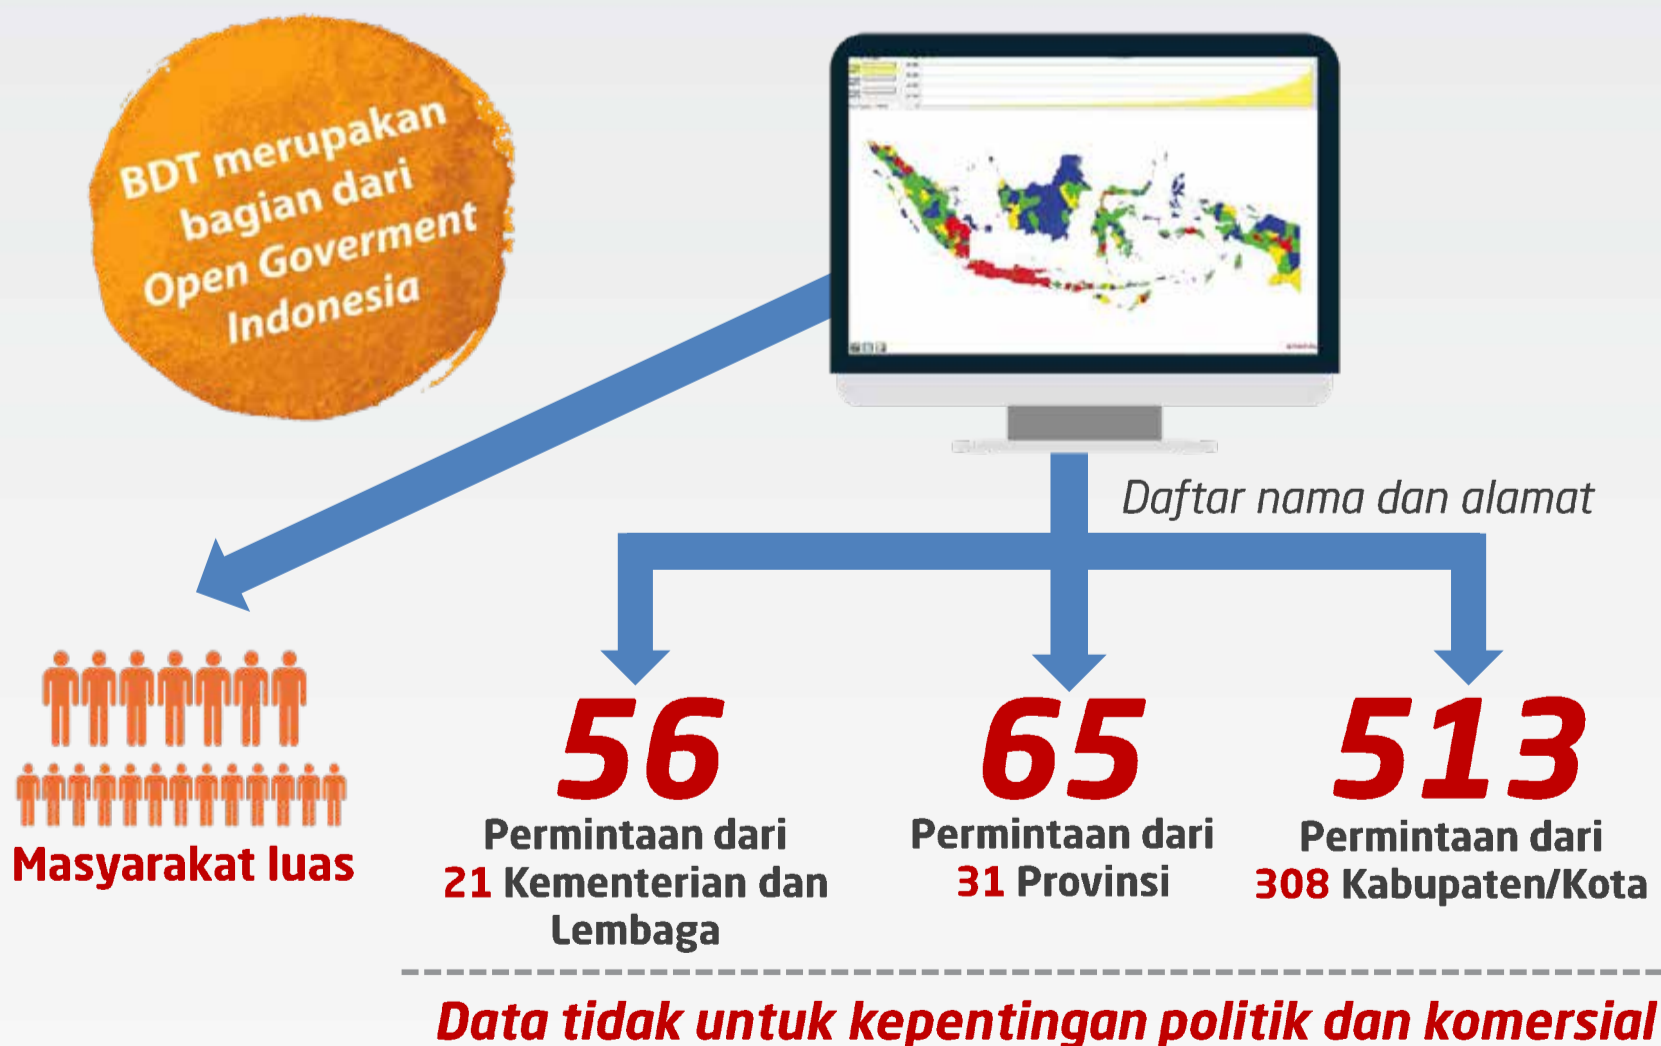 BDT merupakan
bagian dari
Open Goverment
Indonesia
Daftar nama dan alamat
Masyarakat luas
56
Permintaan dari
21 Kementerian dan
Lembaga
65
Permintaan dari
31 Provinsi
513
Permintaan dari
308 Kabupaten/Kota
Data tidak untuk kepentingan politik dan komersial